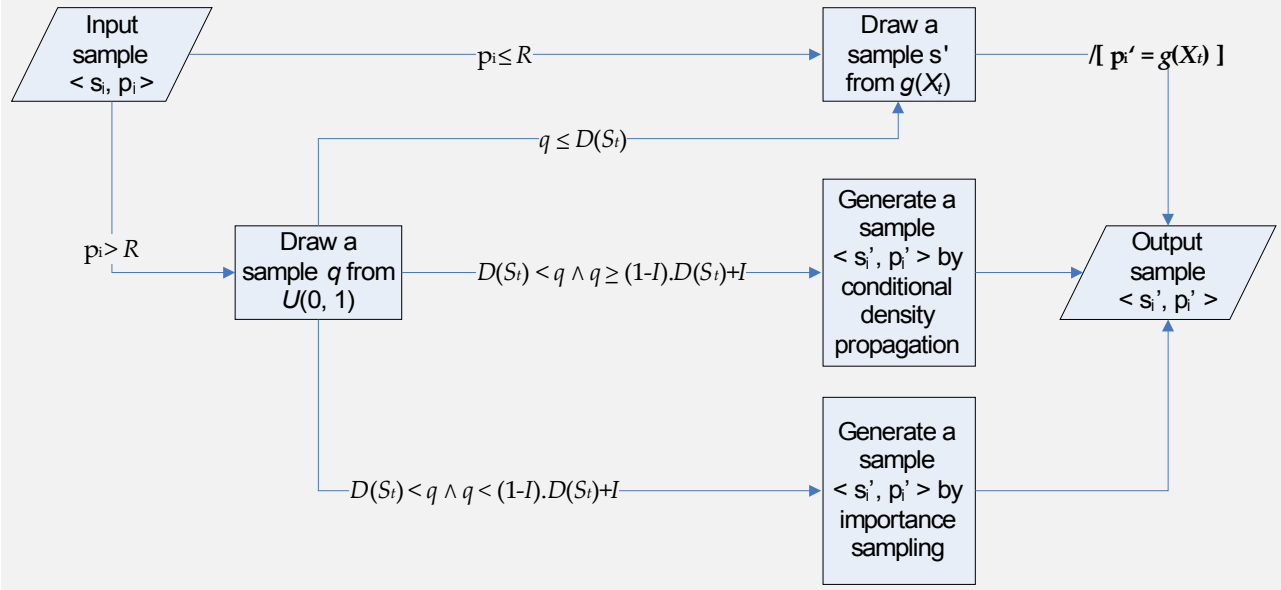 Input
sample
< sᵢ, pᵢ >
pᵢ ≤ R
Draw a
sample s'
from g(Xₜ)
/[ pᵢ‘ = g(Xₜ) ]
q ≤ D(Sₜ)
pᵢ > R
Draw a
sample q from
U(0, 1)
D(Sₜ) < q ∧ q ≥ (1-I).D(Sₜ)+I
Generate a
sample
< sᵢ’, pᵢ’ > by
conditional
density
propagation
Output
sample
< sᵢ’, pᵢ’ >
D(Sₜ) < q ∧ q < (1-I).D(Sₜ)+I
Generate a
sample
< sᵢ’, pᵢ’ > by
importance
sampling